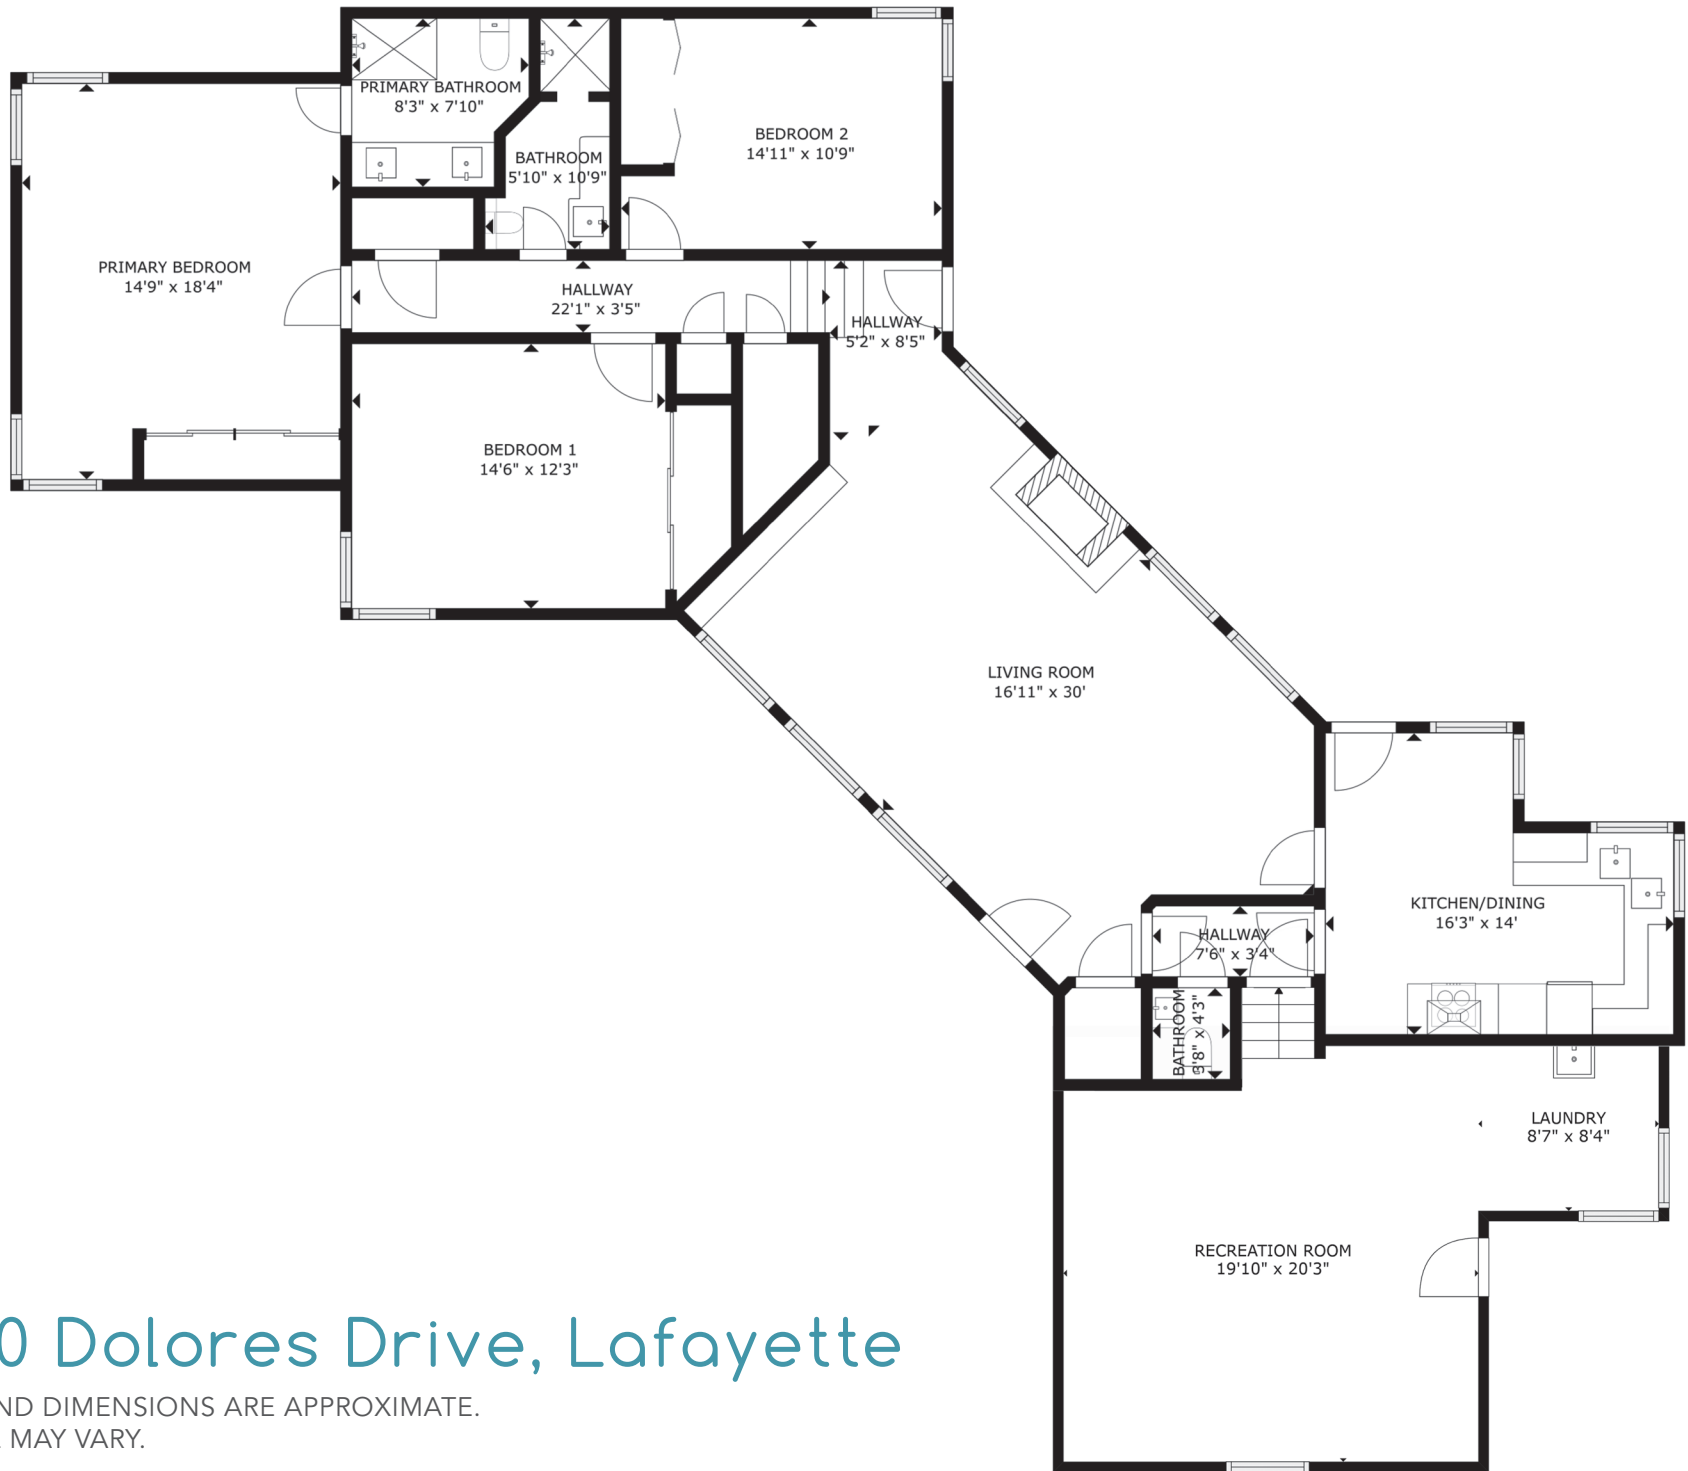 PRIMARY BATHROOM
8'3" x 7'10"
BEDROOM 2
14'11" x 10'9"
BATHROOM
5'10" x 10'9"
PRIMARY BEDROOM
14'9" x 18'4"
HALLWAY
22'1" x 3'5"
HALLWAY
5'2" x 8'5"
BEDROOM 1
14'6" x 12'3"
LIVING ROOM
16'11" x 30'
KITCHEN/DINING
16'3" x 14'
HALLWAY
7'6" x 3'4"
BATHROOM
3'8" x 4'3"
LAUNDRY
8'7" x 8'4"
RECREATION ROOM
19'10" x 20'3"
0 Dolores Drive, Lafayette
ND DIMENSIONS ARE APPROXIMATE.
MAY VARY.